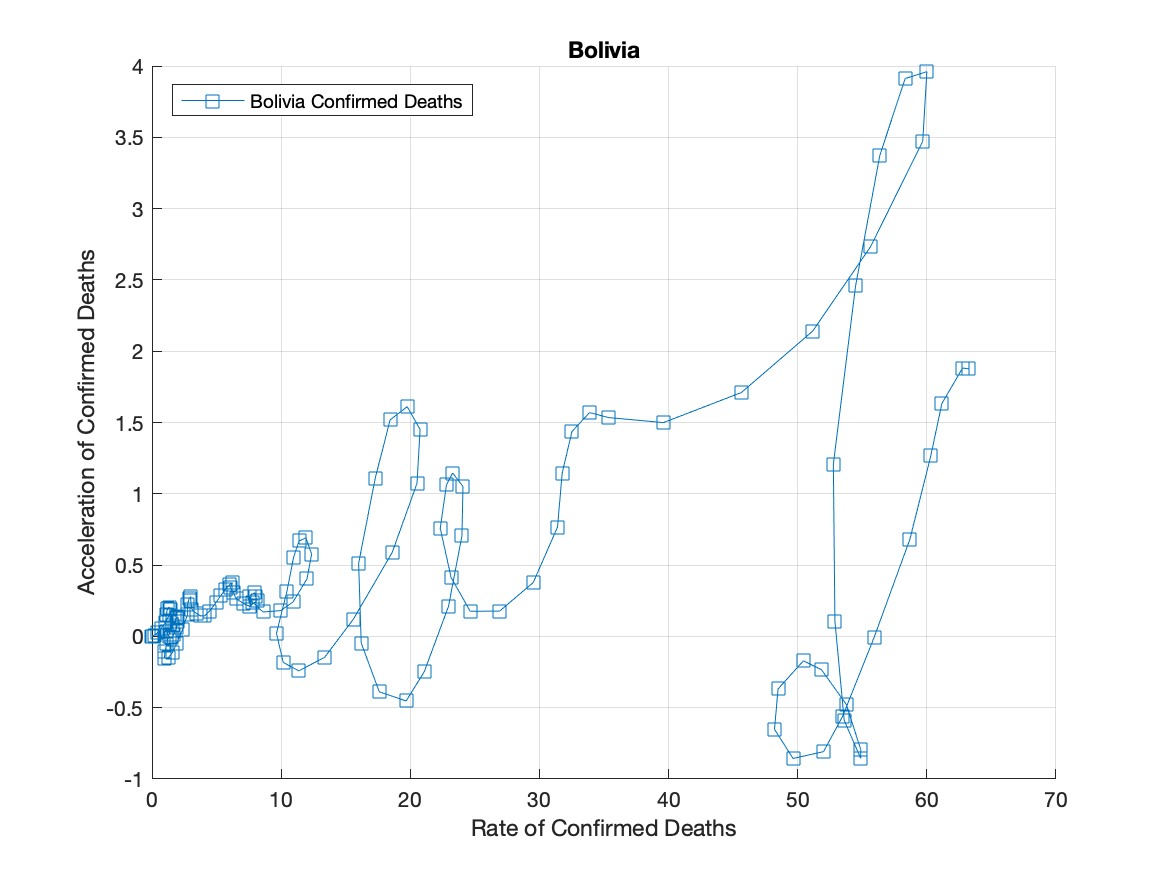 Bolivia
Bolivia Confirmed Deaths
4
3.5
3
2.5
2
1.5
1
0.5
0
-0.5
-1
Acceleration of Confirmed Deaths
0 10 20 30 40 50 60 70
Rate of Confirmed Deaths